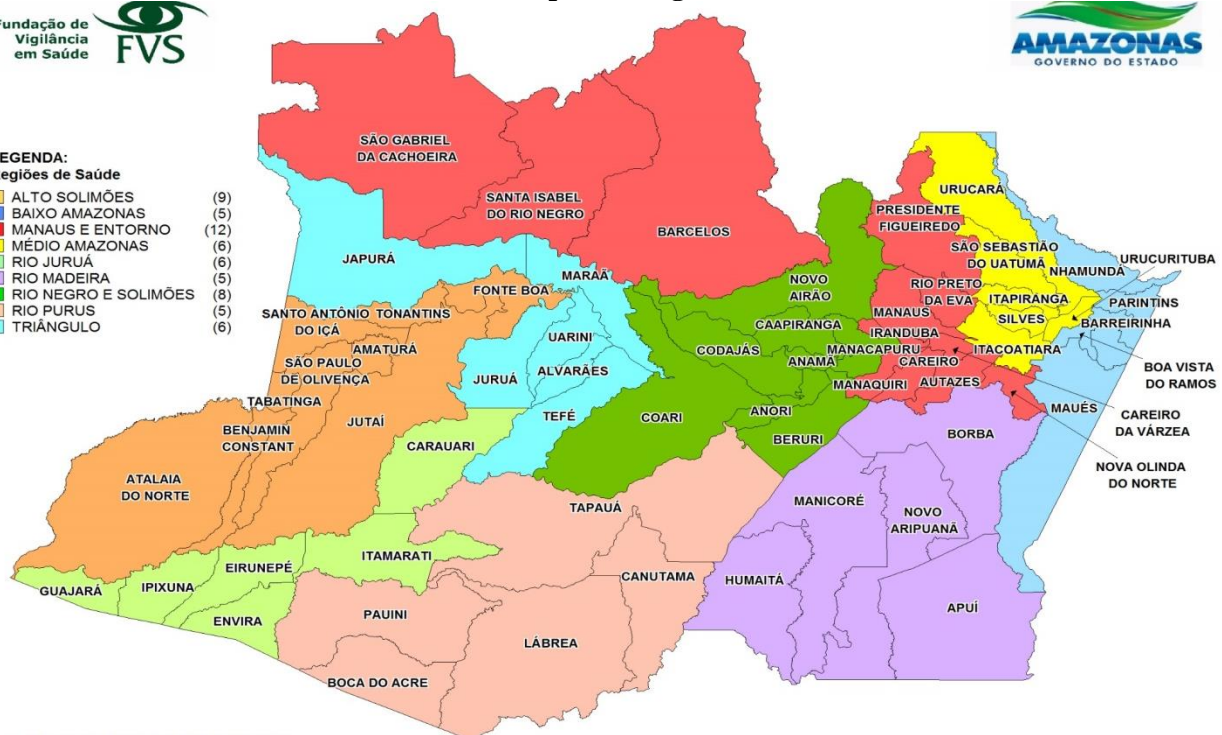 Fundação de
Vigilância
em Saúde
FVS
AMAZONAS
GOVERNO DO ESTADO
EGENDA:
egiões de Saúde
ALTO SOLIMÕES (9)
BAIXO AMAZONAS (5)
MANAUS E ENTORNO (12)
MÉDIO AMAZONAS (6)
RIO JURUÁ (6)
RIO MADEIRA (5)
RIO NEGRO E SOLIMÕES (8)
RIO PURUS (5)
TRIÂNGULO (6)
SÃO GABRIEL
DA CACHOEIRA
SANTA ISABEL
DO RIO NEGRO
BARCELOS
URUCARÁ
PRESIDENTE
FIGUEIREDO
SÃO SEBASTIÃO
DO UATUMÃ
NHAMUNDÁ
URUCURITUBA
JAPURÁ
MARAÃ
NOVO
AIRÃO
RIO PRETO
DA EVA
ITAPIRANGA
PARINTINS
FONTE BOA
SANTO ANTÔNIO
DO IÇÁ
TONANTINS
MANAUS
SILVES
BARREIRINHA
CAAPIRANGA
IRANDUBA
UARINI
AMATURÁ
CODAJÁS
MANACAPURU
ITACOATIARA
SÃO PAULO
DE OLIVENÇA
ANAMÃ
CAREIRO
BOA VISTA
DO RAMOS
JURUÁ
ALVARÃES
MANAQUIRI
AUTAZES
TABATINGA
TEFÉ
COARI
ANORI
MAUÉS
CAREIRO
DA VÁRZEA
BENJAMIN
CONSTANT
JUTAÍ
CARAUARI
BERURI
BORBA
NOVA OLINDA
DO NORTE
ATALAIA
DO NORTE
TAPAUÁ
MANICORÉ
NOVO
ARIPUANÃ
ITAMARATI
EIRUNEPÉ
GUAJARÁ
IPIXUNA
CANUTAMA
HUMAITÁ
APUÍ
ENVIRA
PAUINI
LÁBREA
BOCA DO ACRE